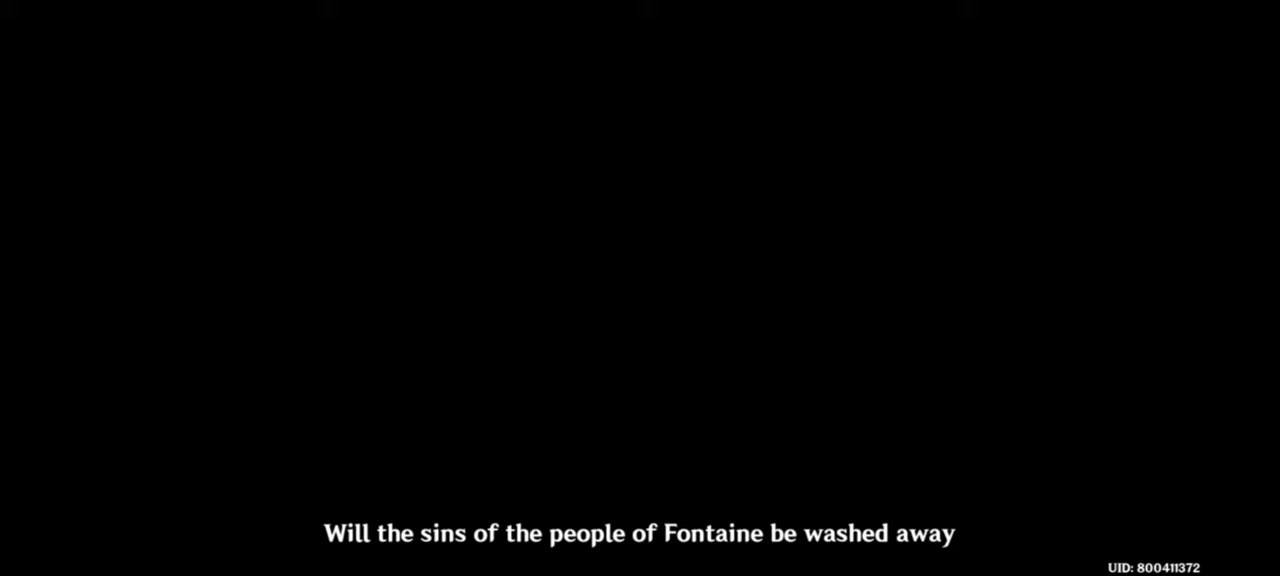 Will the sins of the people of Fontaine be washed away
UID: 800411372